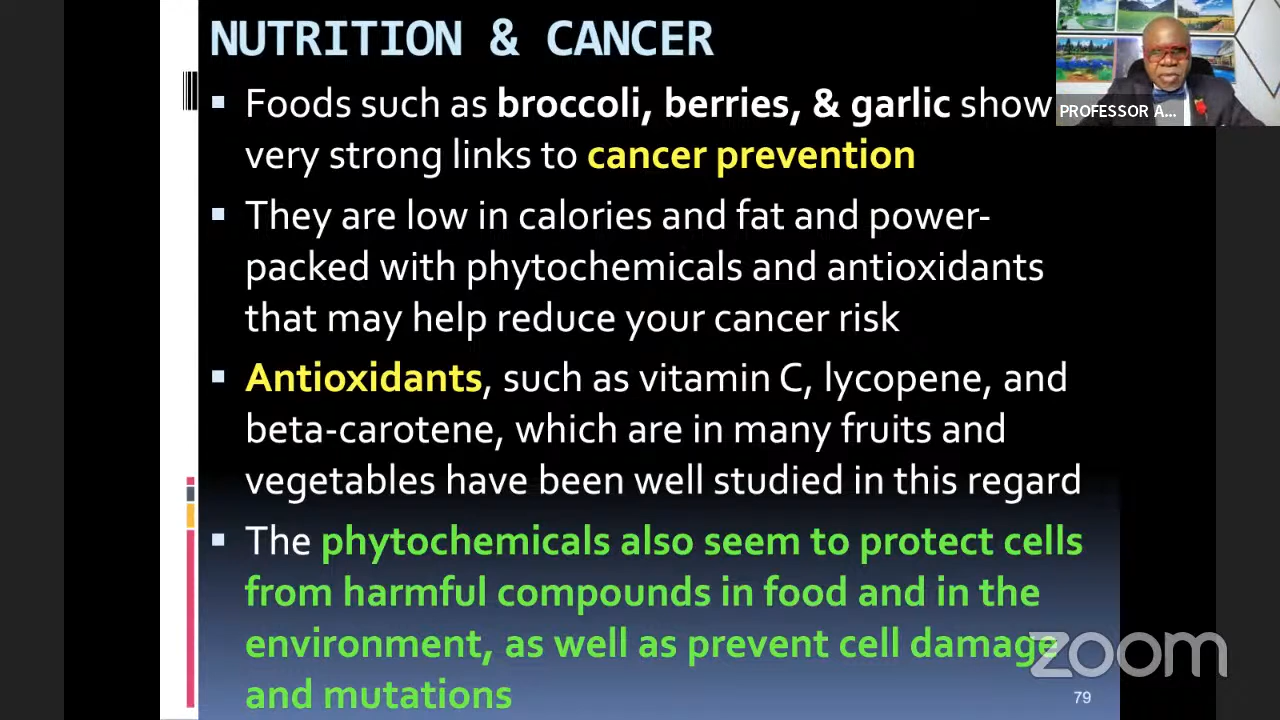 NUTRITION & CANCER
PROFESSOR A...
▪ Foods such as broccoli, berries, & garlic show
very strong links to cancer prevention
▪ They are low in calories and fat and power-
packed with phytochemicals and antioxidants
that may help reduce your cancer risk
▪ Antioxidants, such as vitamin C, lycopene, and
beta-carotene, which are in many fruits and
vegetables have been well studied in this regard
▪ The phytochemicals also seem to protect cells
from harmful compounds in food and in the
environment, as well as prevent cell damage
and mutations
zoom
79